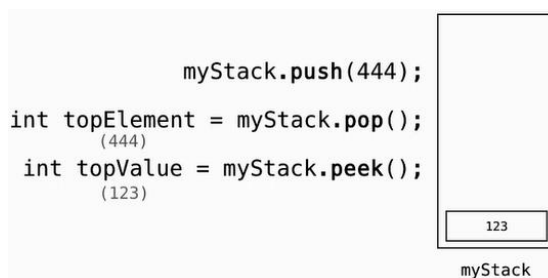 myStack.push(444);
int topElement = myStack.pop();
(444)
int topValue = myStack.peek();
(123)
123
myStack